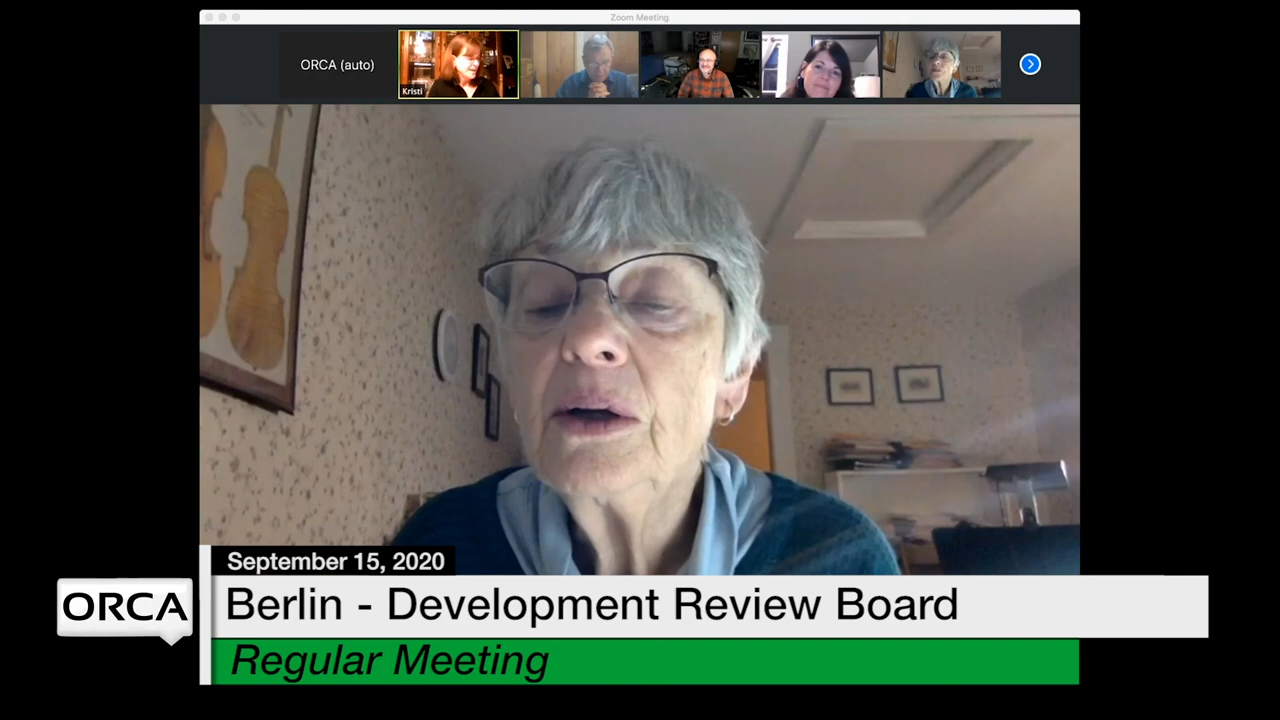 Zoom Meeting
ORCA (auto)
Kristi
September 15, 2020
ORCA
Berlin - Development Review Board
Regular Meeting